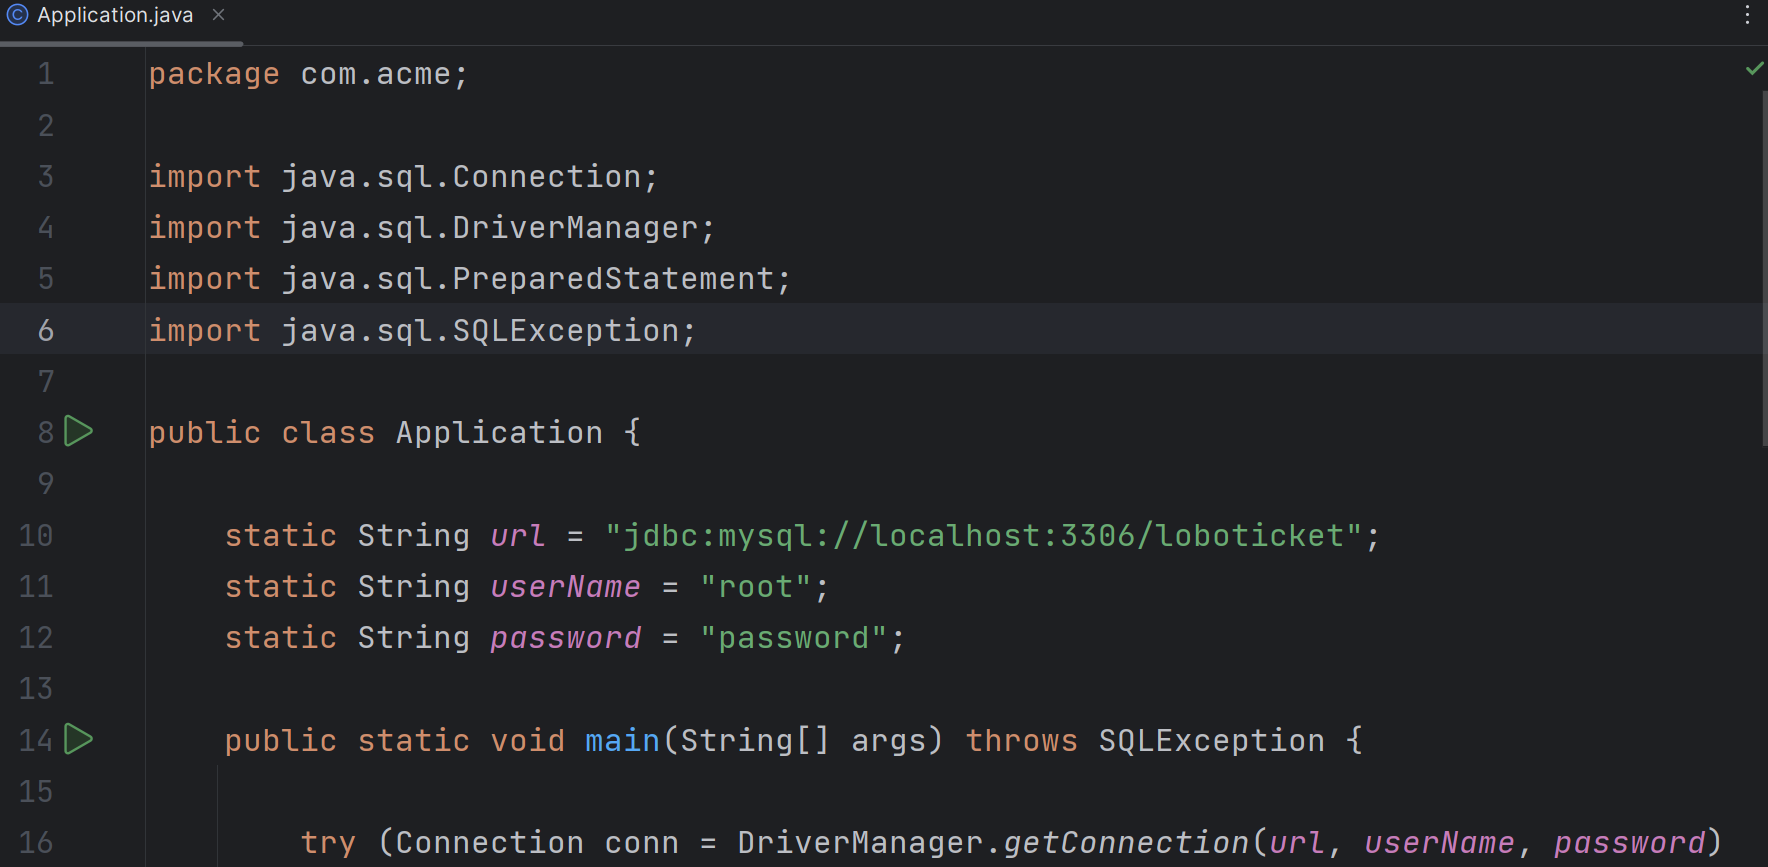 Application.java
1 package com.acme;
2
3 import java.sql.Connection;
4 import java.sql.DriverManager;
5 import java.sql.PreparedStatement;
6 import java.sql.SQLException;
7
8 public class Application {
9
10 static String url = "jdbc:mysql://localhost:3306/loboticket";
11 static String userName = "root";
12 static String password = "password";
13
14 public static void main(String[] args) throws SQLException {
15
16 try (Connection conn = DriverManager.getConnection(url, userName, password)